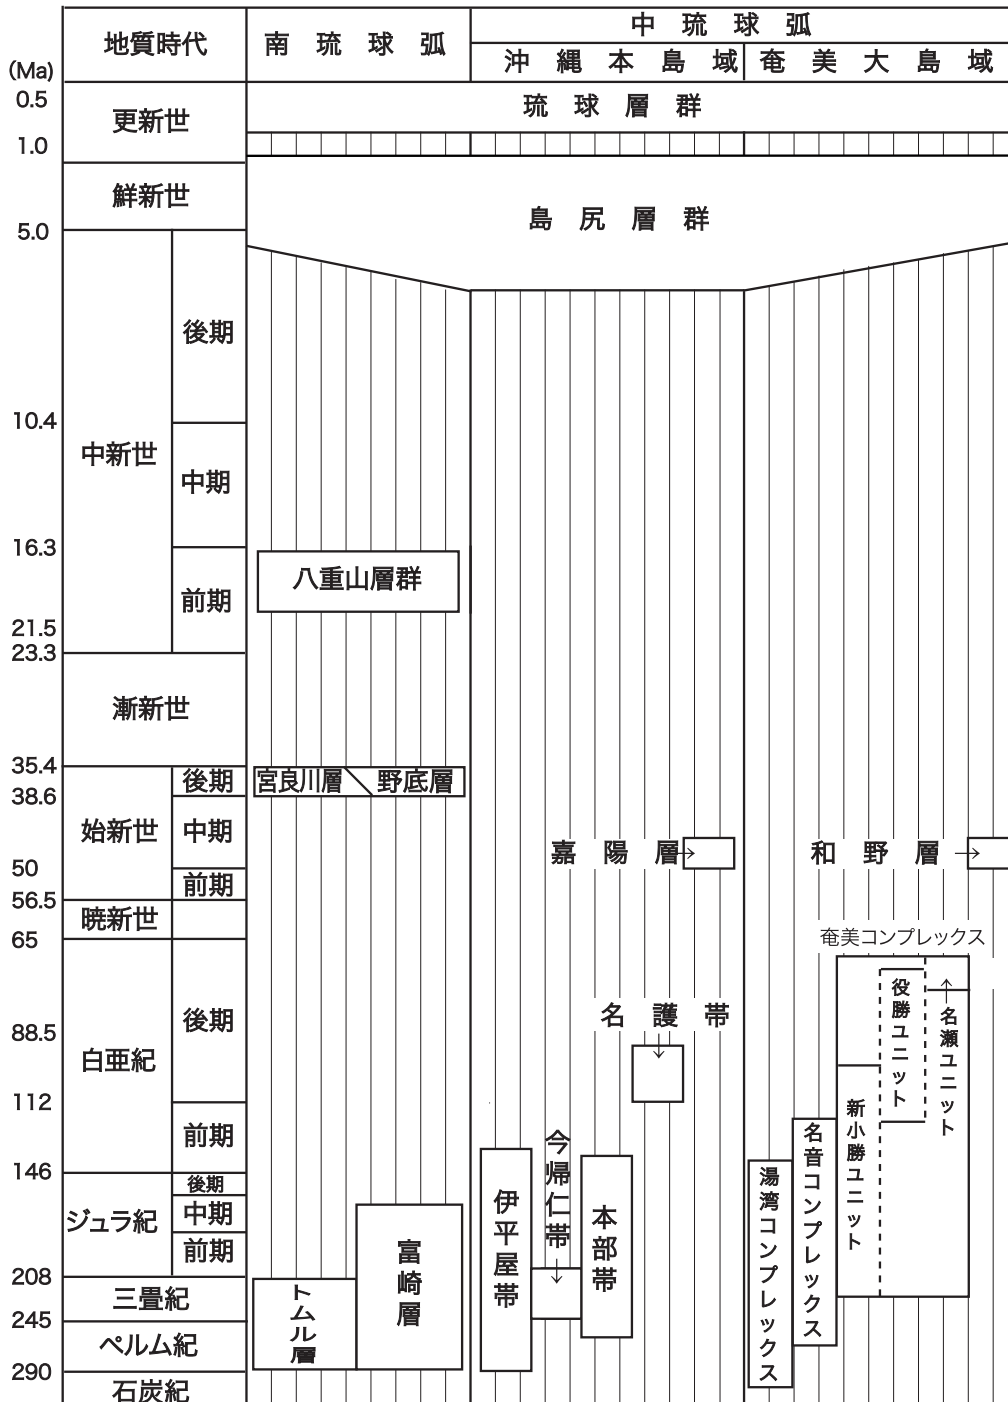 地質時代
南琉球弧
中琉球弧
沖縄本島域
奄美大島域
(Ma)
0.5
1.0
5.0
10.4
16.3
21.5
23.3
35.4
38.6
50
56.5
65
88.5
112
146
208
245
290
更新世
鮮新世
中新世
後期
中期
前期
漸新世
始新世
後期
中期
前期
暁新世
白亜紀
後期
前期
ジュラ紀
後期
中期
前期
三畳紀
ペルム紀
石炭紀
琉球層群
島尻層群
八重山層群
宮良川層
野底層
嘉陽層→
和野層→
奄美コンプレックス
名護帯
↓
役勝ユニット
↑名瀬ユニット
新小勝ユニット
名音コンプレックス
湯湾コンプレックス
今帰仁帯→
伊平屋帯
本部帯
富崎層
トムル層